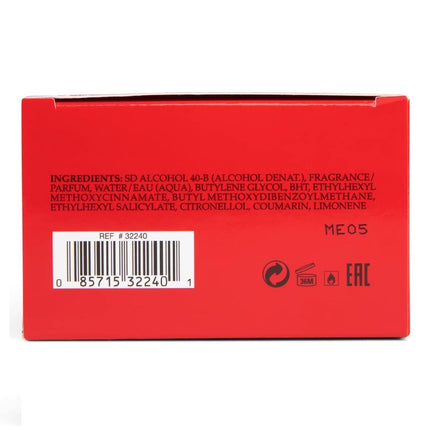 INGREDIENTS: SD ALCOHOL 40-B (ALCOHOL DENAT.), FRAGRANCE/
PARFUM, WATER/EAU (AQUA), BUTYLENE GLYCOL, BHT, ETHYLHEXYL
METHOXYCINNAMATE, BUTYL METHOXYDIBENZOYLMETHANE,
ETHYLHEXYL SALICYLATE, CITRONELLOL, COUMARIN, LIMONENE
ME05
REF # 32240
0 85715 32240 1
36M
EAC